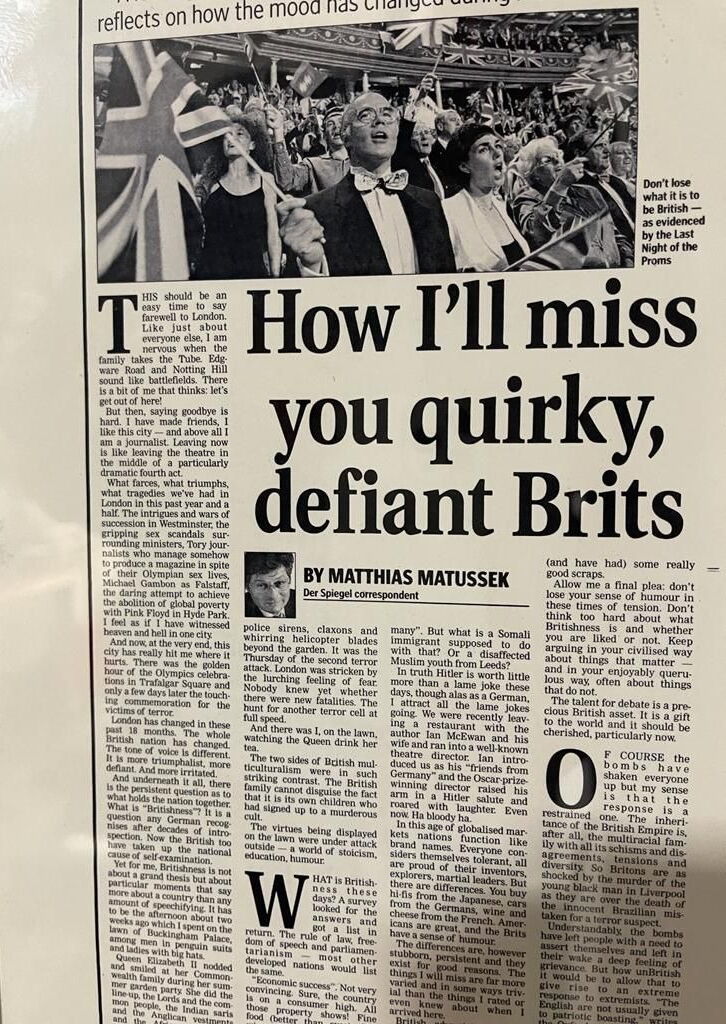 reflects on how the mood has changed during
Don't lose
what it is to
be British —
as evidenced
by the Last
Night of the
Proms
How I'll miss
you quirky,
defiant Brits
BY MATTHIAS MATUSSEK
Der Spiegel correspondent
THIS should be an
easy time to say
farewell to London.
Like just about
everyone else, I am
nervous when the
family takes the Tube. Edg-
ware Road and Notting Hill
sound like battlefields. There
is a bit of me that thinks: let's
get out of here!
But then, saying goodbye is
hard. I have made friends, I
like this city — and above all I
am a journalist. Leaving now
is like leaving the theatre in
the middle of a particularly
dramatic fourth act.
What farces, what triumphs,
what tragedies we've had in
London in this past year and a
half. The intrigues and wars of
succession in Westminster, the
gripping sex scandals sur-
rounding ministers, Tory jour-
nalists who manage somehow
to produce a magazine in spite
of their Olympian sex lives,
Michael Gambon as Falstaff,
the daring attempt to achieve
the abolition of global poverty
with Pink Floyd in Hyde Park.
I feel as if I have witnessed
heaven and hell in one city.
And now, at the very end, this
city has really hit me where it
hurts. There was the golden
hour of the Olympics celebra-
tions in Trafalgar Square and
only a few days later the touch-
ing commemoration for the
victims of terror.
London has changed in these
past 18 months. The whole
British nation has changed.
The tone of voice is different.
It is more triumphalist, more
defiant. And more irritated.
And underneath it all, there
is the persistent question as to
what holds the nation together.
What is "Britishness"? It is a
question any German recog-
nises after decades of intro-
spection. Now the British too
have taken up the national
cause of self-examination.
Yet for me, Britishness is not
about a grand thesis but about
particular moments that say
more about a country than any
amount of speechifying. It has
to be the afternoon about two
weeks ago which I spent on the
lawn of Buckingham Palace,
among men in penguin suits
and ladies with big hats.
Queen Elizabeth II nodded
and smiled at her Common-
wealth family during her sum-
mer garden party. She did the
line-up, the Lords and the com-
mon people, the Indian saris
and the Anglican vestments
police sirens, claxons and
whirring helicopter blades
beyond the garden. It was the
Thursday of the second terror
attack. London was stricken by
the lurching feeling of fear.
Nobody knew yet whether
there were new fatalities. The
hunt for another terror cell at
full speed.
And there was I, on the lawn,
watching the Queen drink her
tea.
The two sides of British mul-
ticulturalism were in such
striking contrast. The British
family cannot disguise the fact
that it is its own children who
had signed up to a murderous
cult.
The virtues being displayed
on the lawn were under attack
outside — a world of stoicism,
education, humour.
WHAT is British-
ness these
days? A survey
looked for the
answers and
got a list in
return. The rule of law, free-
dom of speech and parliamen-
tarianism — most other
developed nations would list
the same.
"Economic success". Not very
convincing. Sure, the country
is on a consumer high. All
those property shows! Fine
food (better than
many". But what is a Somali
immigrant supposed to do
with that? Or a disaffected
Muslim youth from Leeds?
In truth Hitler is worth little
more than a lame joke these
days, though alas as a German,
I attract all the lame jokes
going. We were recently leav-
ing a restaurant with the
author Ian McEwan and his
wife and ran into a well-known
theatre director. Ian intro-
duced us as his "friends from
Germany" and the Oscar-prize-
winning director raised his
arm in a Hitler salute and
roared with laughter. Even
now. Ha bloody ha.
In this age of globalised mar-
kets nations function like
brand names. Everyone con-
siders themselves tolerant, all
are proud of their inventors,
explorers, martial leaders. But
there are differences. You buy
hi-fis from the Japanese, cars
from the Germans, wine and
cheese from the French. Amer-
icans are great, and the Brits
have a sense of humour.
The differences, are however
stubborn, persistent and they
exist for good reasons. The
things I will miss are far more
varied and in some ways triv-
ial than the things I rated or
even knew about when I
arrived here.
(and have had) some really
good scraps.
Allow me a final plea: don't
lose your sense of humour in
these times of tension. Don't
think too hard about what
Britishness is and whether
you are liked or not. Keep
arguing in your civilised way
about things that matter —
and in your enjoyably queru-
lous way, often about things
that do not.
The talent for debate is a pre-
cious British asset. It is a gift
to the world and it should be
cherished, particularly now.
OF COURSE the
bombs have
shaken everyone
up but my sense
is that the
response is a
restrained one. The inheri-
tance of the British Empire is,
after all, the multiracial fam-
ily with all its schisms and dis-
agreements, tensions and
diversity. So Britons are as
shocked by the murder of the
young black man in Liverpool
as they are over the death of
the innocent Brazilian mis-
taken for a terror suspect.
Understandably, the bombs
have left people with a need to
assert themselves and left in
their wake a deep feeling of
grievance. But how unBritish
it would be to allow that to
give rise to an extreme
response to extremists. "The
English are not usually given
to patriotic boasting," writes